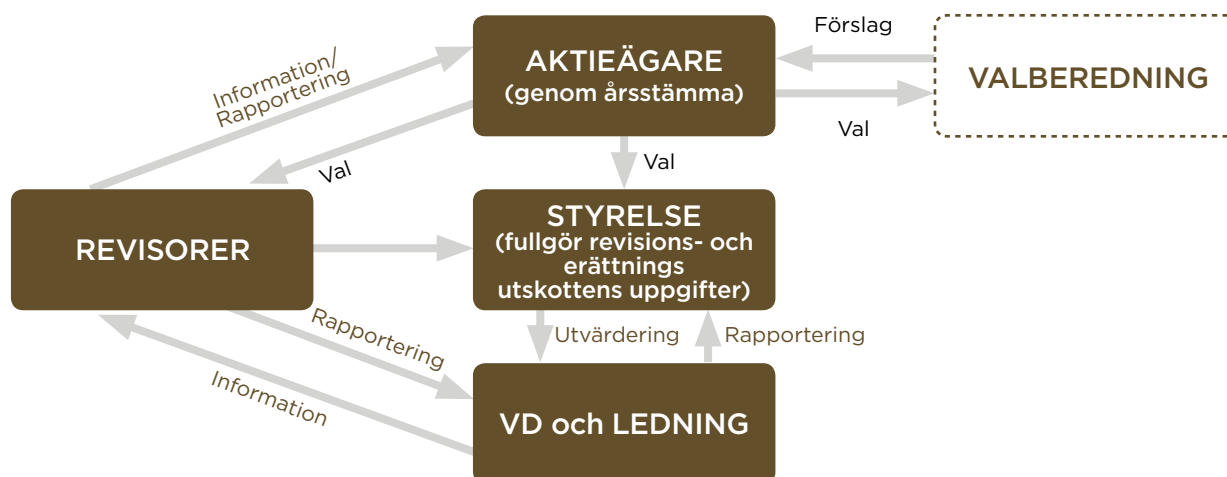 Förslag
AKTIEÄGARE
(genom årsstämma)
VALBEREDNING
Information/
Rapportering
Val
Val
Val
REVISORER
STYRELSE
(fullgör revisions- och
erättnings
utskottens uppgifter)
Rapportering
Utvärdering
Rapportering
Information
VD och LEDNING